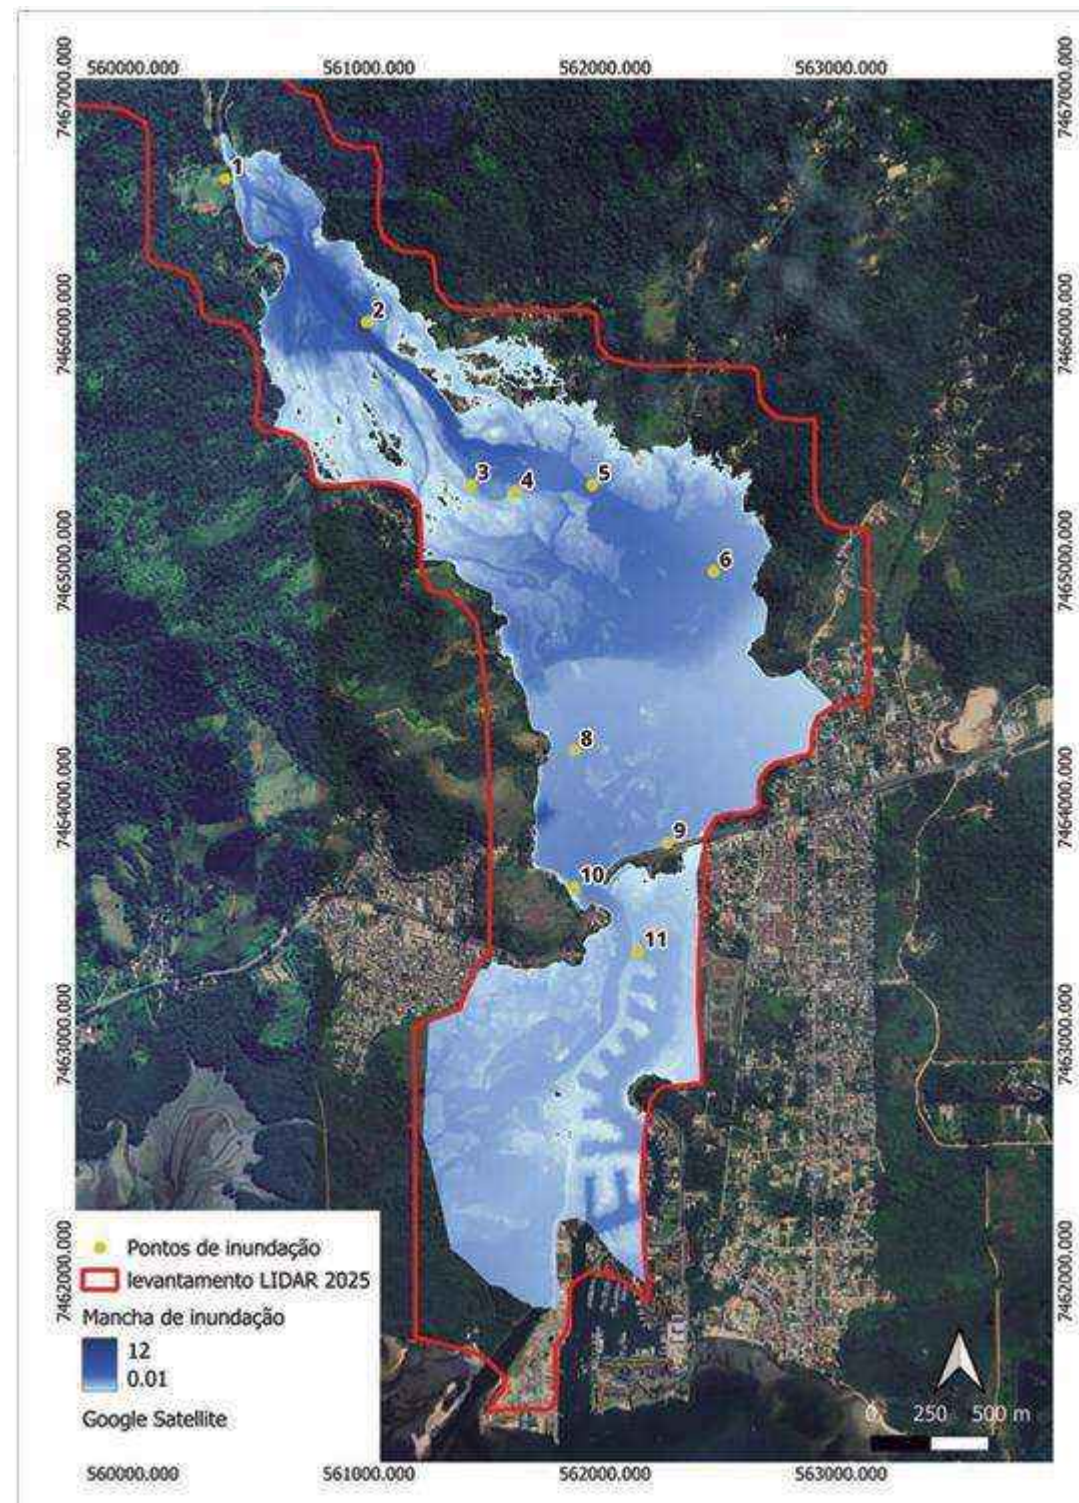 560000.000 561000.000 562000.000 563000.000
7467000.000 7467000.000
1
2
7466000.000 7466000.000
3 4 5
6
7465000.000 7465000.000
8
7464000.000 7464000.000
9
10
11
7463000.000 7463000.000
Pontos de inundação
levantamento LIDAR 2025
Mancha de inundação
12
0.01
Google Satellite
7462000.000 7462000.000
0 250 500 m
560000.000 561000.000 562000.000 563000.000